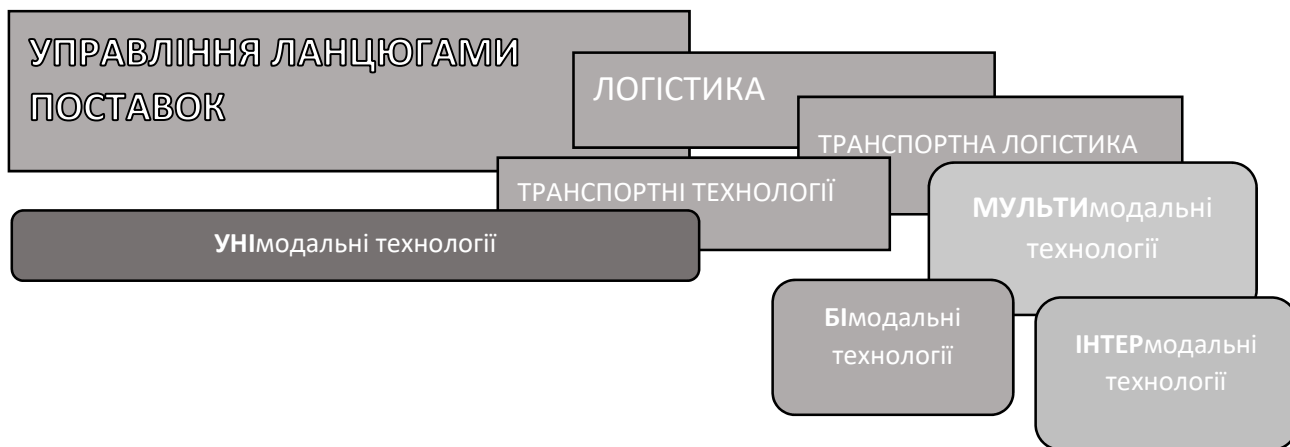 УПРАВЛІННЯ ЛАНЦЮГАМИ
ПОСТАВОК
ЛОГІСТИКА
ТРАНСПОРТНА ЛОГІСТИКА
ТРАНСПОРТНІ ТЕХНОЛОГІЇ
МУЛЬТИмодальні
технології
УНІмодальні технології
БІмодальні
технології
ІНТЕРмодальні
технології